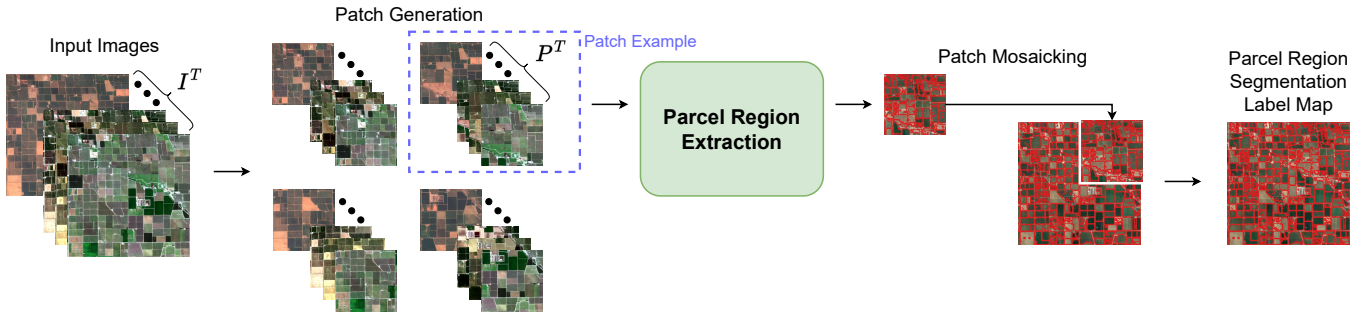 Input Images
I^T
Patch Generation
P^T
Patch Example
Parcel Region
Extraction
Patch Mosaicking
Parcel Region
Segmentation
Label Map